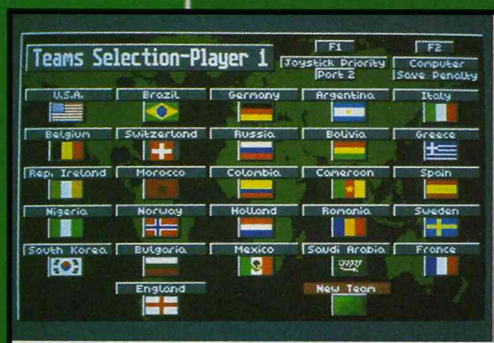 Teams Selection-Player 1
F1
Joystick Priority
Port 2
F2
Computer
Save Penalty
U.S.A.
Brazil
Germany
Argentina
Italy
Belgium
Switzerland
Russia
Bolivia
Greece
Rep. Ireland
Morocco
Colombia
Cameroon
Spain
Nigeria
Norway
Holland
Romania
Sweden
South Korea
Bulgaria
Mexico
Saudi Arabia
France
England
New Team